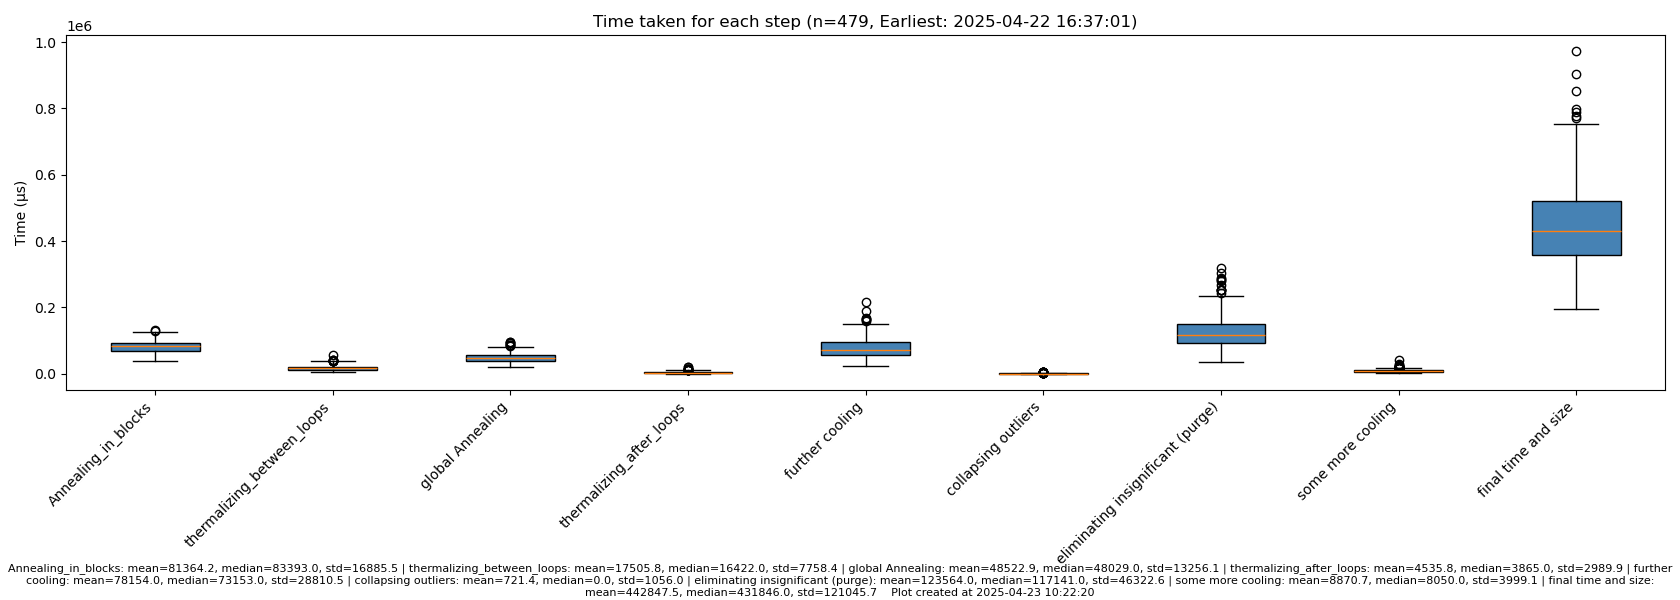 Time taken for each step (n=479, Earliest: 2025-04-22 16:37:01)
1e6
1.0
0.8
0.6
0.4
0.2
0.0
Time (µs)
Annealing_in_blocks
thermalizing_between_loops
global Annealing
thermalizing_after_loops
further cooling
collapsing outliers
eliminating insignificant (purge)
some more cooling
final time and size
Annealing_in_blocks: mean=81364.2, median=83393.0, std=16885.5 | thermalizing_between_loops: mean=17505.8, median=16422.0, std=7758.4 | global Annealing: mean=48522.9, median=48029.0, std=13256.1 | thermalizing_after_loops: mean=4535.8, median=3865.0, std=2989.9 | further
cooling: mean=78154.0, median=73153.0, std=28810.5 | collapsing outliers: mean=721.4, median=0.0, std=1056.0 | eliminating insignificant (purge): mean=123564.0, median=117141.0, std=46322.6 | some more cooling: mean=8870.7, median=8050.0, std=3999.1 | final time and size:
mean=442847.5, median=431846.0, std=121045.7    Plot created at 2025-04-23 10:22:20